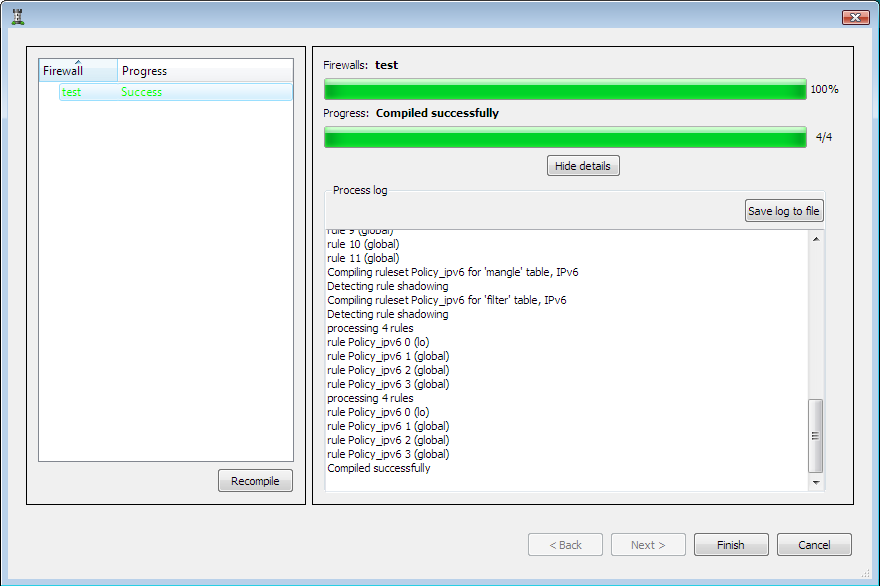 Firewall Progress
test Success
Recompile
Firewalls: test
100%
Progress: Compiled successfully
4/4
Hide details
Process log
Save log to file
rule 9 (global)
rule 10 (global)
rule 11 (global)
Compiling ruleset Policy_ipv6 for 'mangle' table, IPv6
Detecting rule shadowing
Compiling ruleset Policy_ipv6 for 'filter' table, IPv6
Detecting rule shadowing
processing 4 rules
rule Policy_ipv6 0 (lo)
rule Policy_ipv6 1 (global)
rule Policy_ipv6 2 (global)
rule Policy_ipv6 3 (global)
processing 4 rules
rule Policy_ipv6 0 (lo)
rule Policy_ipv6 1 (global)
rule Policy_ipv6 2 (global)
rule Policy_ipv6 3 (global)
Compiled successfully
< Back Next > Finish Cancel